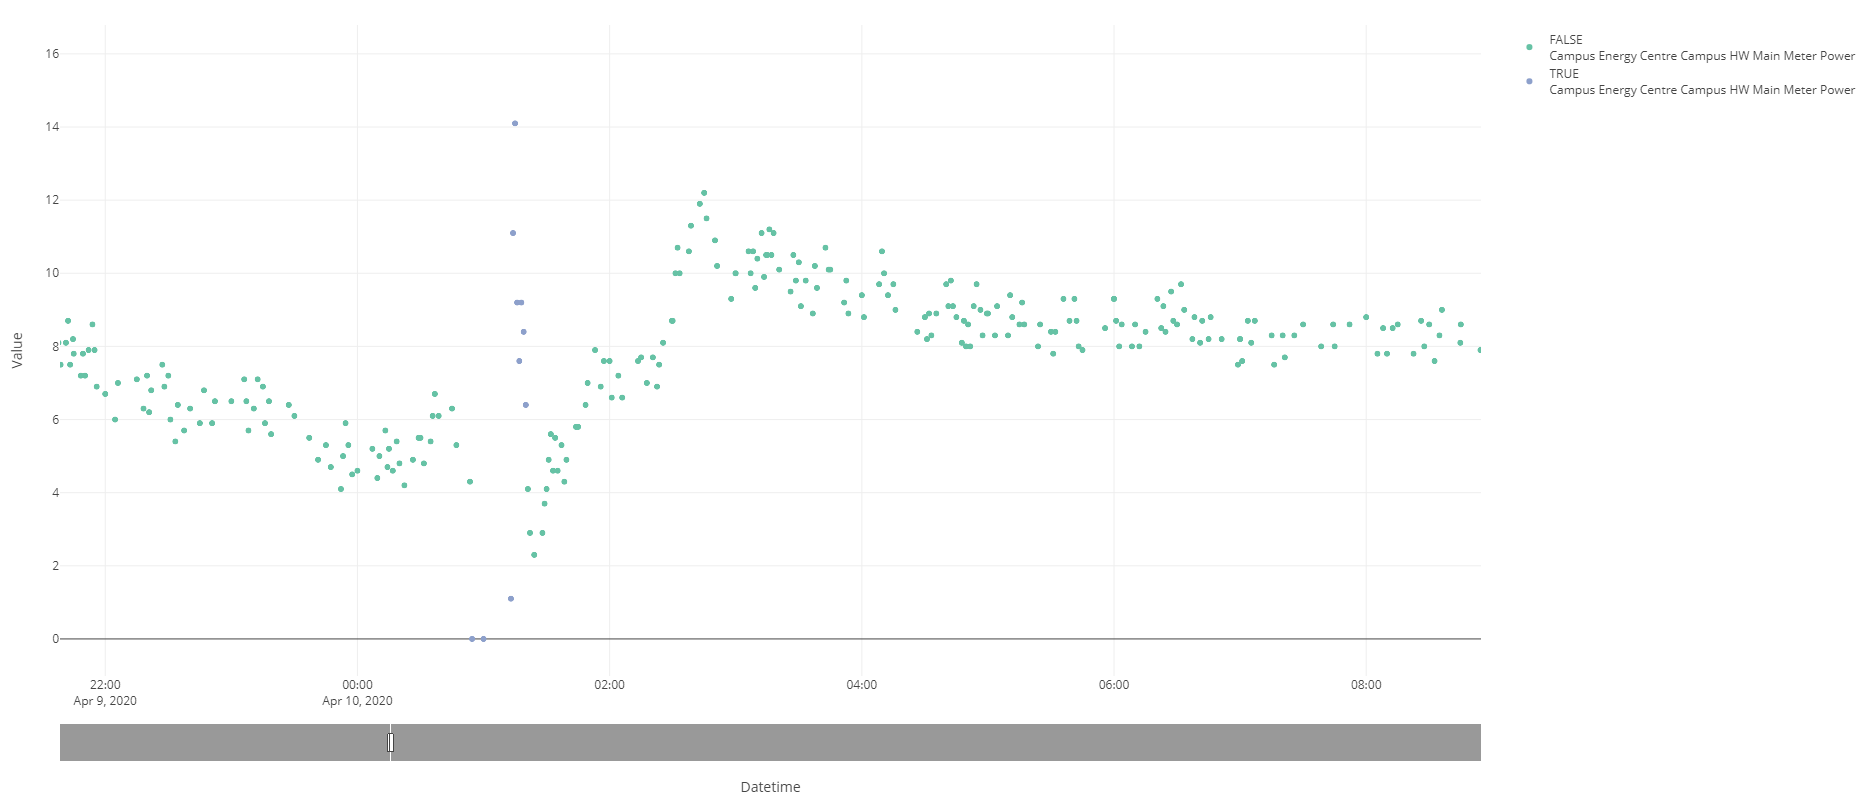 FALSE
Campus Energy Centre Campus HW Main Meter Power
TRUE
Campus Energy Centre Campus HW Main Meter Power
16
14
12
10
8
6
4
2
0
Value
22:00
Apr 9, 2020
00:00
Apr 10, 2020
02:00
04:00
06:00
08:00
Datetime